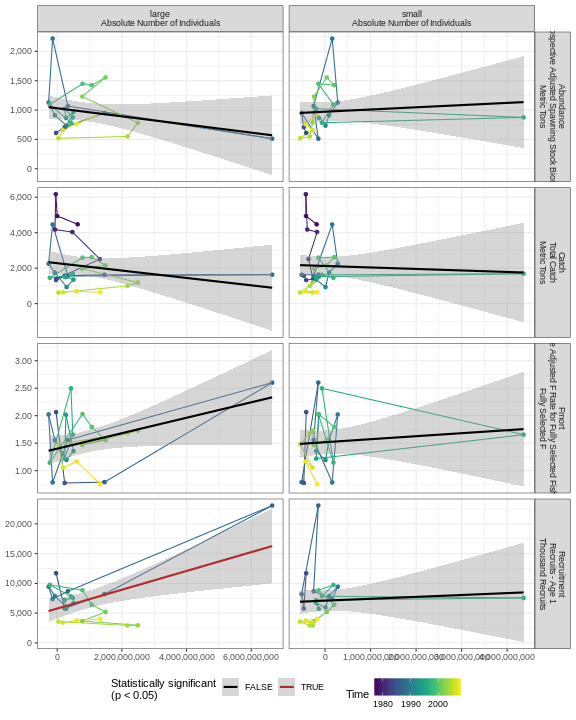 large
Absolute Number of Individuals
small
Absolute Number of Individuals
2,000
1,500
1,000
500
0
Abundance
Adjusted Spawning Stock
Metric Tons
6,000
4,000
2,000
0
Catch
Total Catch
Metric Tons
3.00
2.50
2.00
1.50
1.00
Fmort
Adjusted F Rate for Fully Selected Fish
Fully Selected F
20,000
15,000
10,000
5,000
0
Recruitment
Recruits - Age 1
Thousand Recruits
0
2,000,000,000
4,000,000,000
6,000,000,000
0
1,000,000,000
2,000,000,000
3,000,000,000
4,000,000,000
Statistically significant
(p < 0.05)
FALSE
TRUE
Time
1980
1990
2000